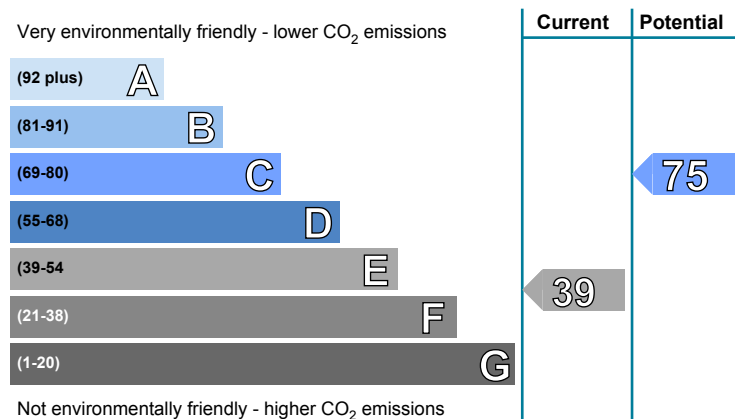 Very environmentally friendly - lower CO2 emissions
Current
Potential
(92 plus) A
(81-91) B
(69-80) C
75
(55-68) D
(39-54 E
39
(21-38) F
(1-20) G
Not environmentally friendly - higher CO2 emissions